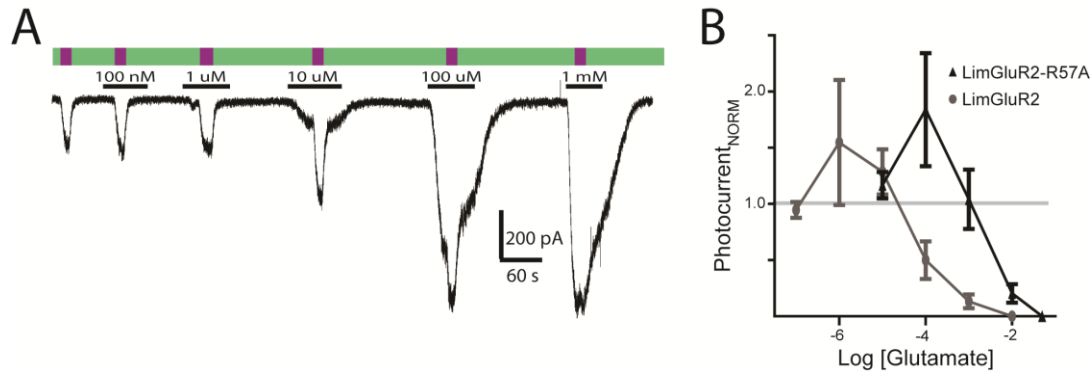 A
100 nM 1 uM 10 uM 100 uM 1 mM
200 pA
60 s
B
LimGluR2-R57A
LimGluR2
2.0
1.0
Photocurrent NORM
-6 -4 -2
Log [Glutamate]